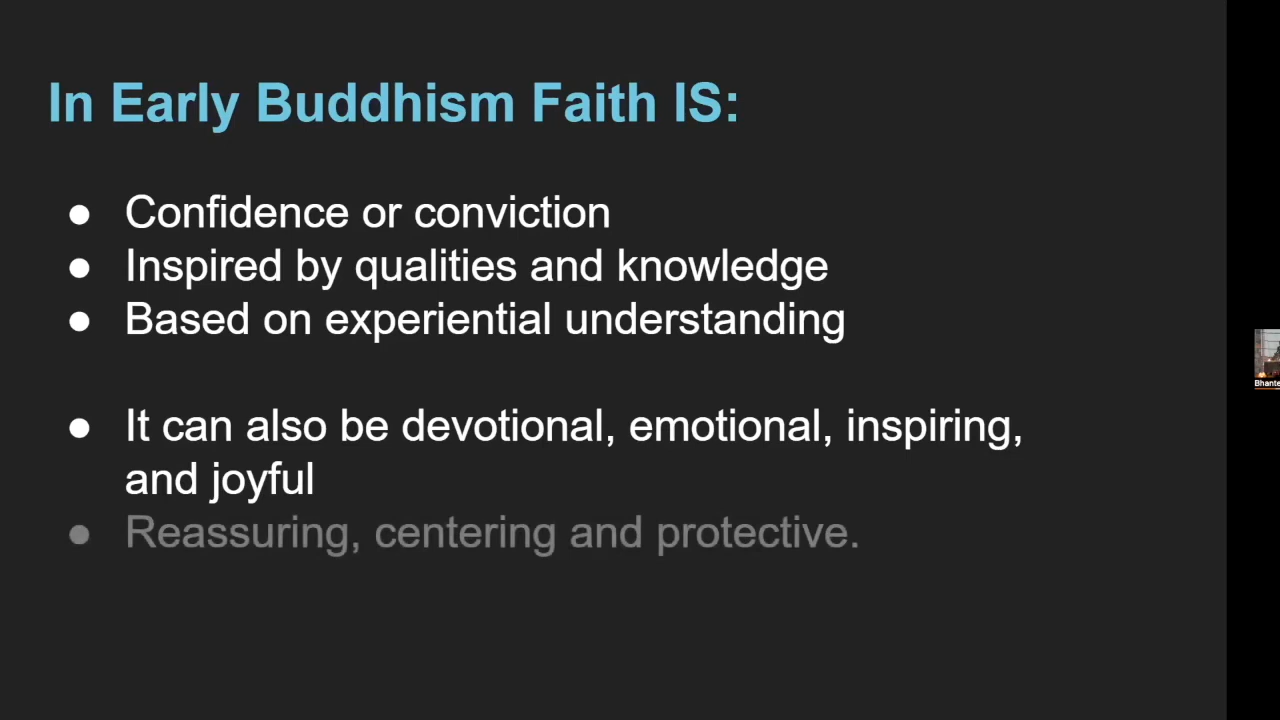 In Early Buddhism Faith IS:
● Confidence or conviction
● Inspired by qualities and knowledge
● Based on experiential understanding
● It can also be devotional, emotional, inspiring,
and joyful
● Reassuring, centering and protective.
Bhante